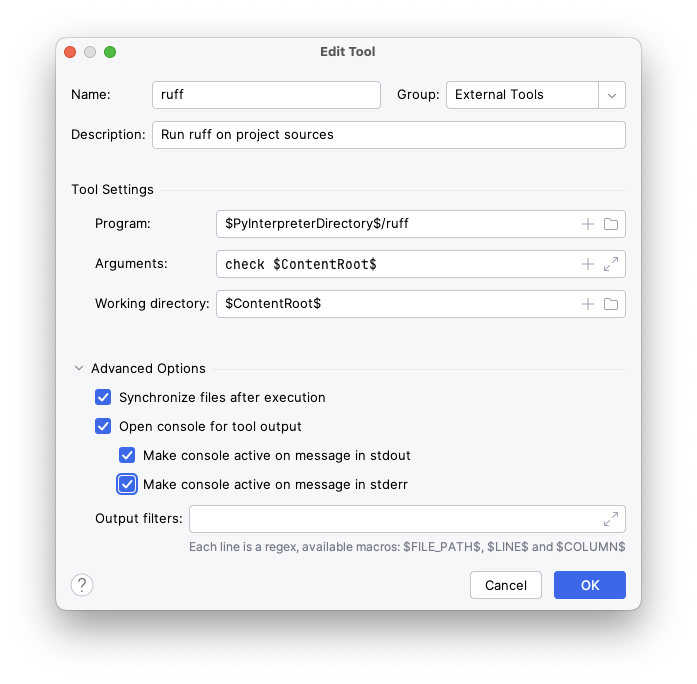 Edit Tool
Name: ruff Group: External Tools
Description: Run ruff on project sources
Tool Settings
Program: $PyInterpreterDirectory$/ruff
Arguments: check $ContentRoot$
Working directory: $ContentRoot$
Advanced Options
Synchronize files after execution
Open console for tool output
Make console active on message in stdout
Make console active on message in stderr
Output filters:
Each line is a regex, available macros: $FILE_PATH$, $LINE$ and $COLUMN$
? Cancel OK